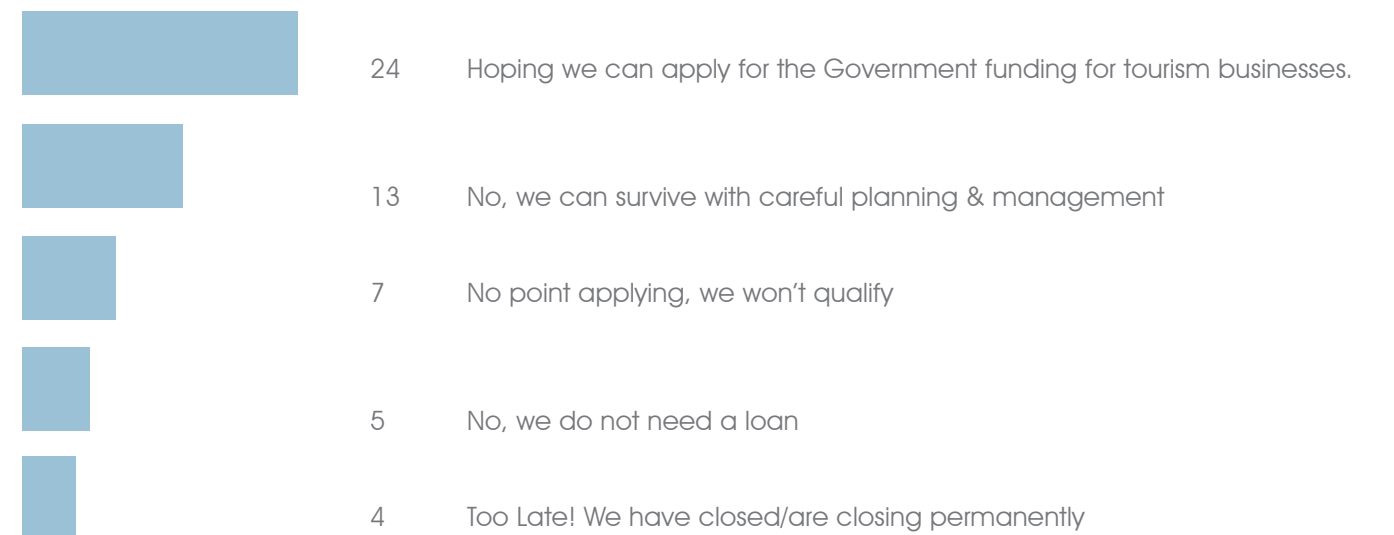 24 Hoping we can apply for the Government funding for tourism businesses.
13 No, we can survive with careful planning & management
7 No point applying, we won’t qualify
5 No, we do not need a loan
4 Too Late! We have closed/are closing permanently